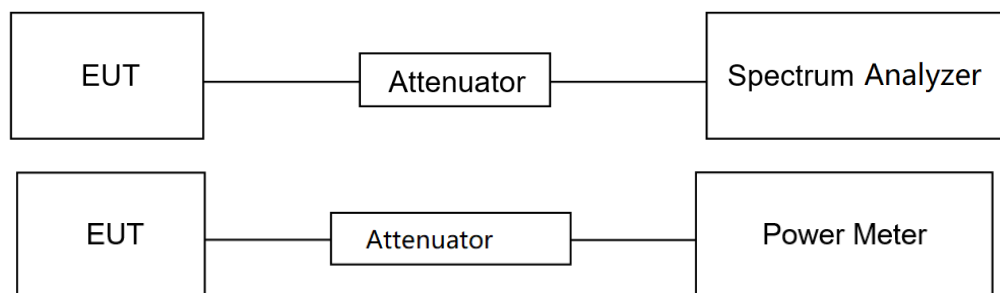 EUT
Attenuator
Spectrum Analyzer
EUT
Attenuator
Power Meter